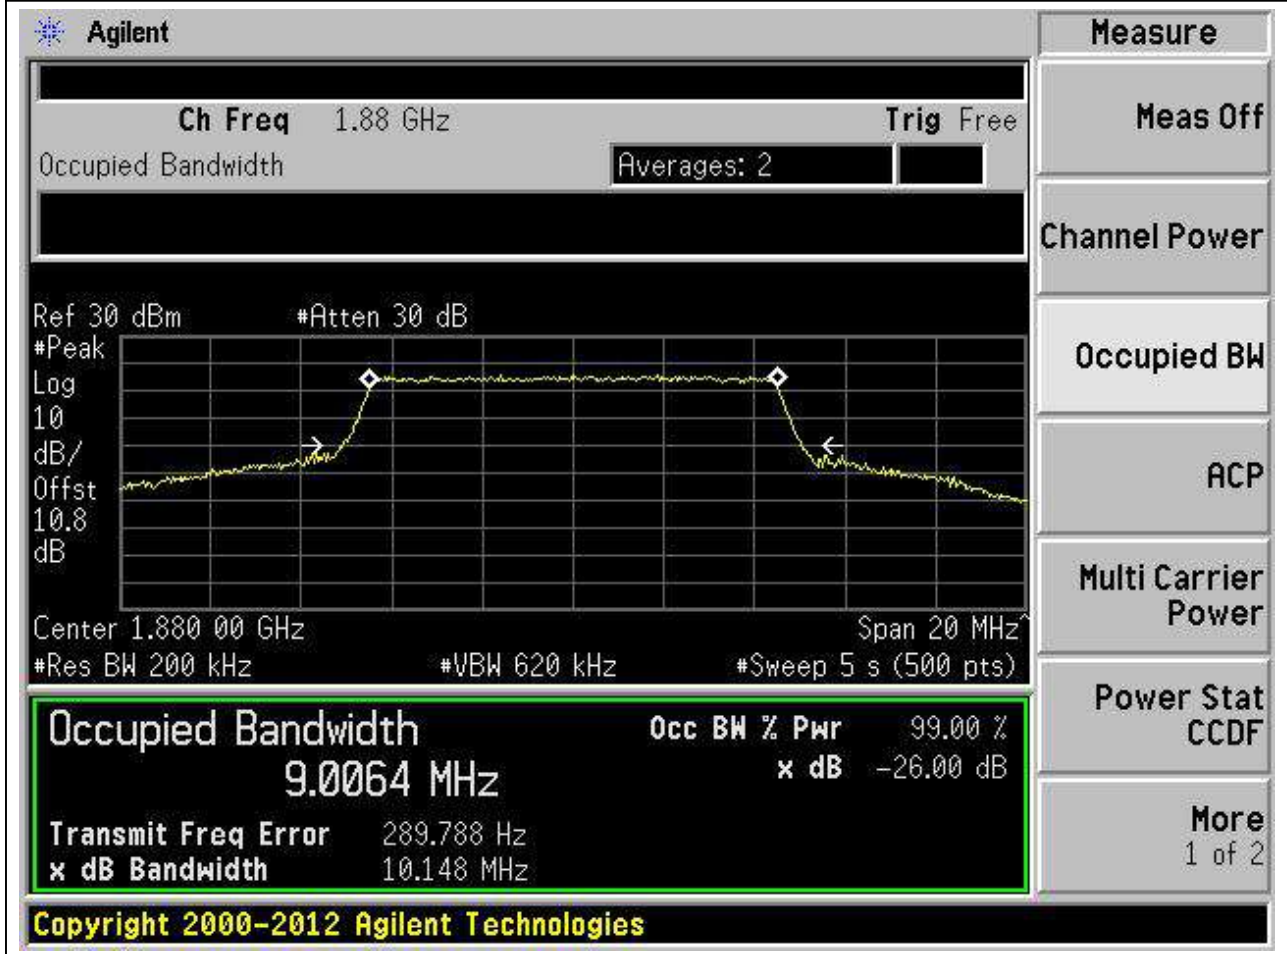 Agilent
Measure
Ch Freq 1.88 GHz Trig Free
Occupied Bandwidth Averages: 2
Meas Off
Channel Power
Occupied BW
ACP
Multi Carrier
Power
Power Stat
CCDF
More
1 of 2
Ref 30 dBm #Atten 30 dB
#Peak
Log
10
dB/
Offst
10.8
dB
Center 1.880 00 GHz Span 20 MHz^
#Res BW 200 kHz #VBW 620 kHz #Sweep 5 s (500 pts)
Occupied Bandwidth Occ BW % Pwr 99.00 %
9.0064 MHz x dB -26.00 dB
Transmit Freq Error 289.788 Hz
x dB Bandwidth 10.148 MHz
Copyright 2000-2012 Agilent Technologies